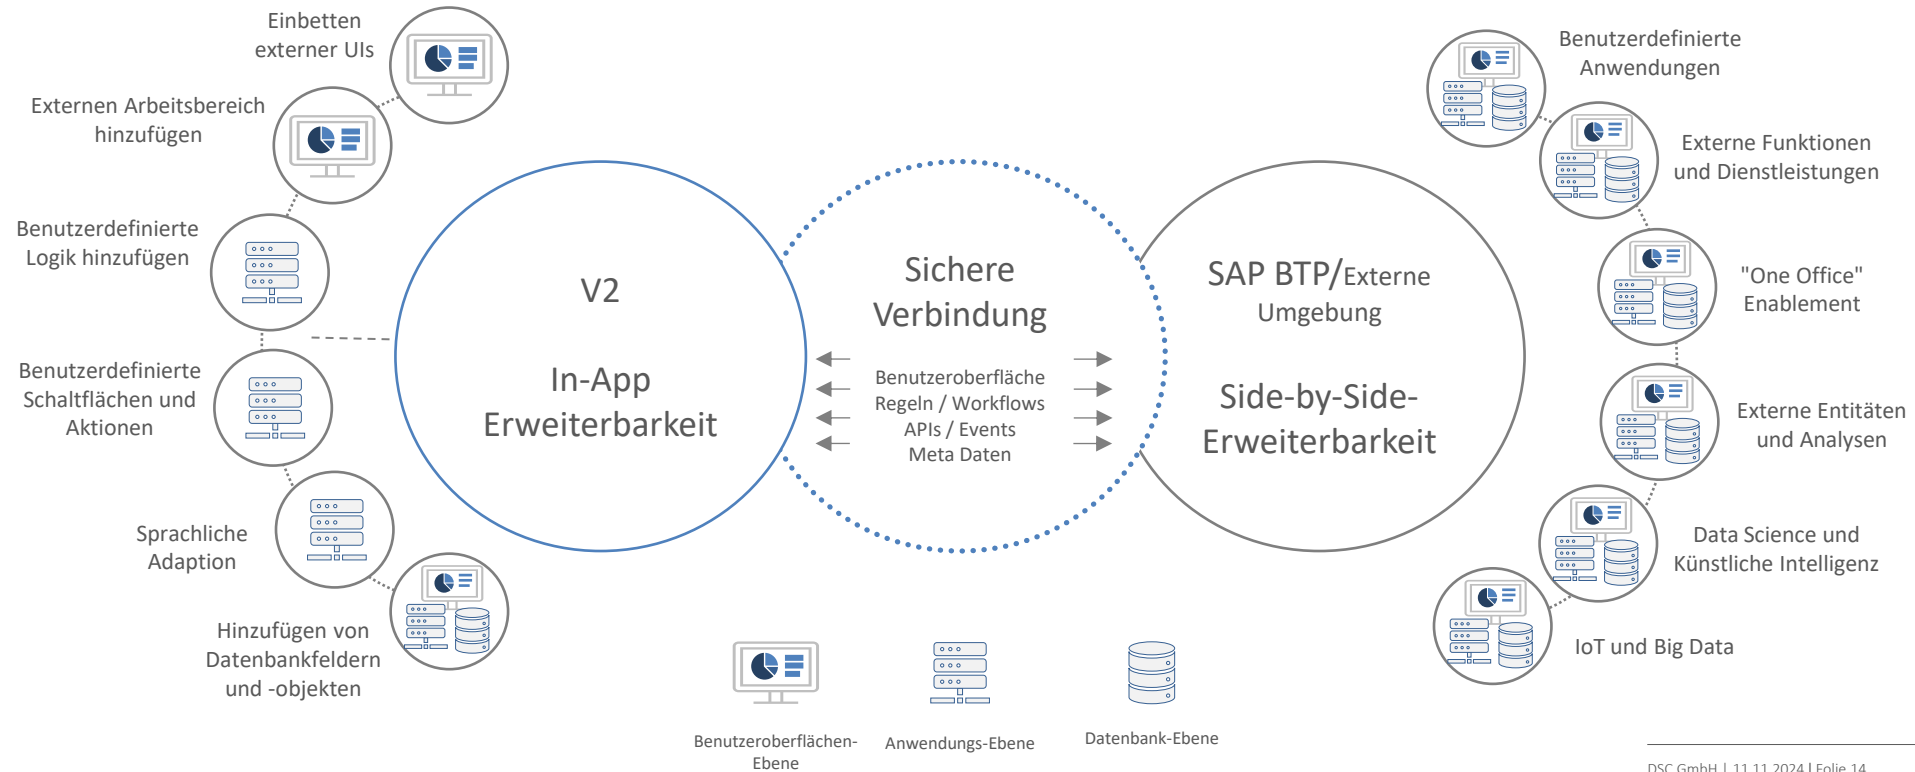 Einbetten
externer UIs
Externen Arbeitsbereich
hinzufügen
Benutzerdefinierte
Logik hinzufügen
Benutzerdefinierte
Schaltflächen und
Aktionen
Sprachliche
Adaption
Hinzufügen von
Datenbankfeldern
und -objekten
V2
In-App
Erweiterbarkeit
Sichere
Verbindung
Benutzeroberfläche
Regeln / Workflows
APIs / Events
Meta Daten
SAP BTP/Externe
Umgebung
Side-by-Side-
Erweiterbarkeit
Benutzerdefinierte
Anwendungen
Externe Funktionen
und Dienstleistungen
"One Office"
Enablement
Externe Entitäten
und Analysen
Data Science und
Künstliche Intelligenz
IoT und Big Data
Benutzeroberflächen-
Ebene
Anwendungs-Ebene
Datenbank-Ebene
DSC GmbH | 11.11.2024 | Folie 14